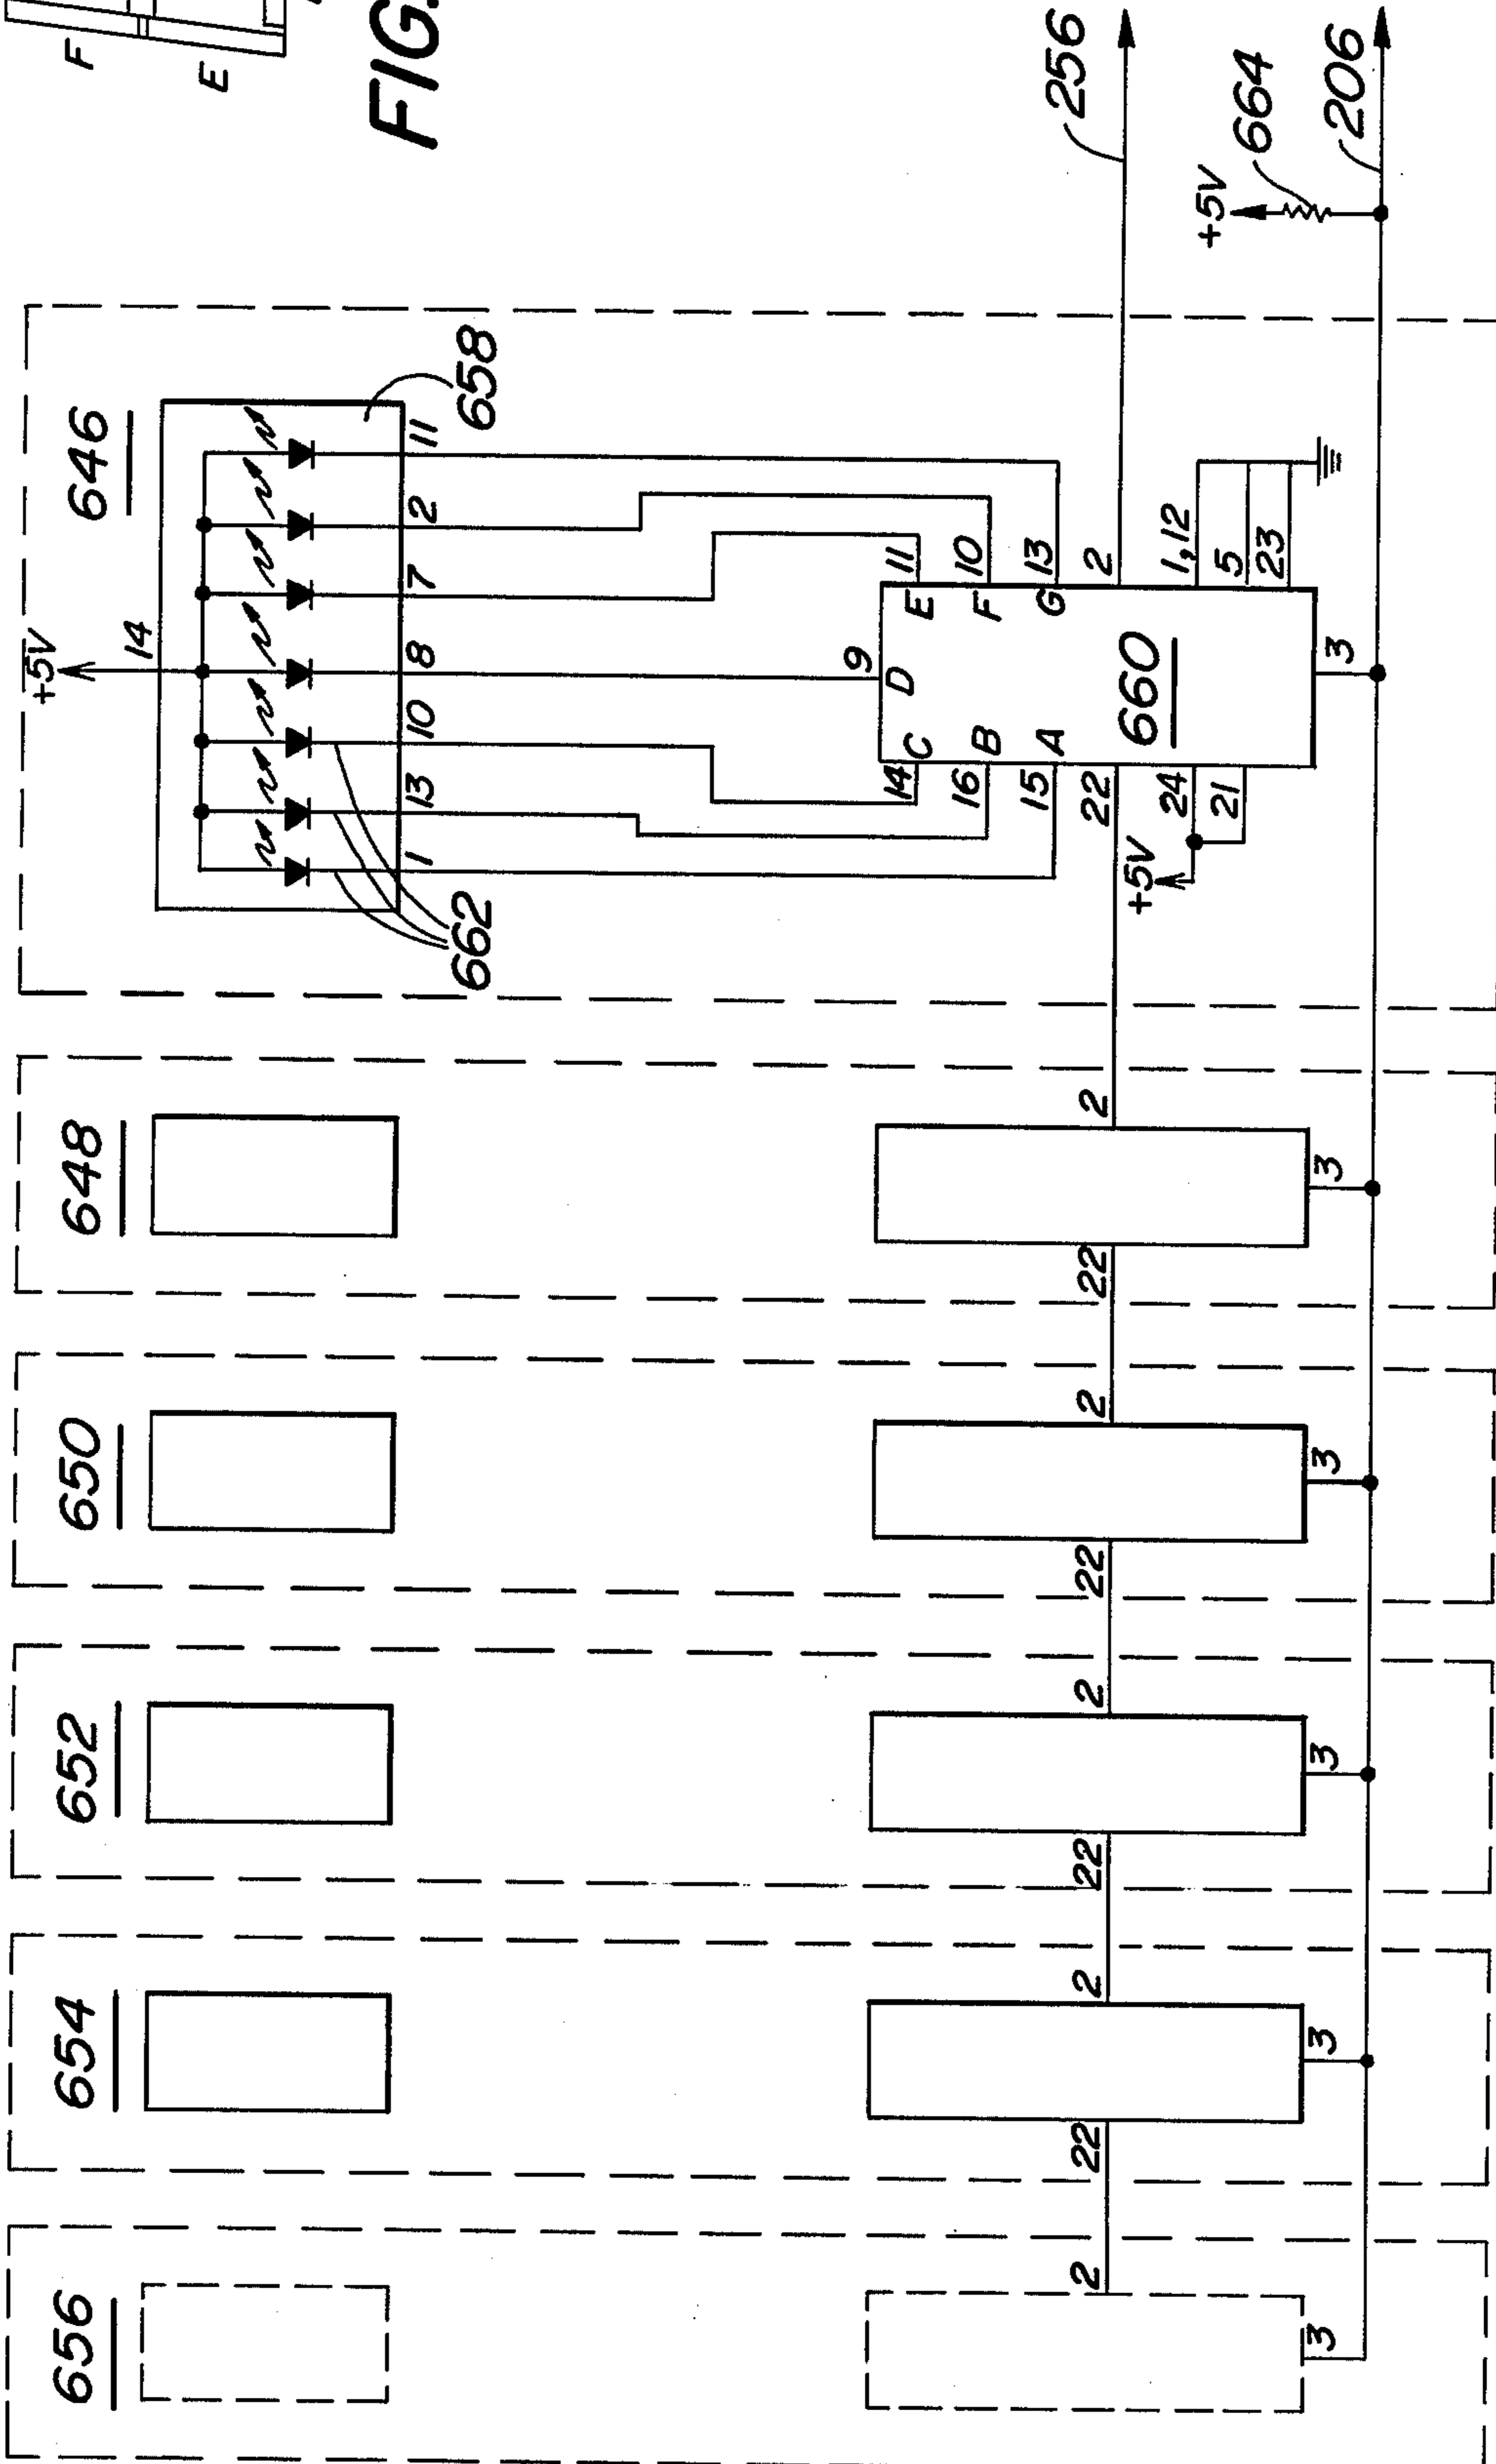 +5V
656 654 652 650 648 646 F
14
E
FIG.
1 13 10 8 7 2 11
662 658
9
D
14 C E 11
16 B F 10
15 A G 13
2 22 2 22 2 22 2 22 2 22 2 256
660
+5V 24 1,12
21 5
23
+5V 664
3 3 3 3 3 3 206